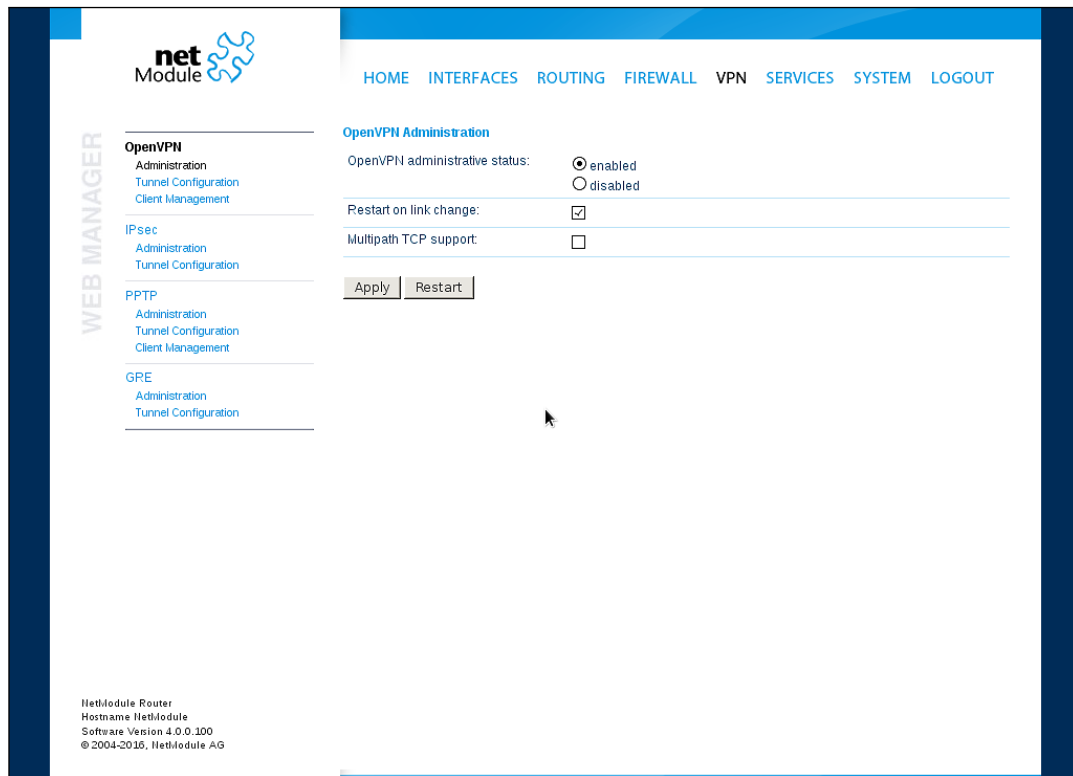 net
Module
HOME INTERFACES ROUTING FIREWALL VPN SERVICES SYSTEM LOGOUT
WEB MANAGER
OpenVPN
Administration
Tunnel Configuration
Client Management
IPsec
Administration
Tunnel Configuration
PPTP
Administration
Tunnel Configuration
Client Management
GRE
Administration
Tunnel Configuration
OpenVPN Administration
OpenVPN administrative status:
enabled
disabled
Restart on link change:
Multipath TCP support:
Apply Restart
NetModule Router
Hostname NetModule
Software Version 4.0.0.100
© 2004-2016, NetModule AG